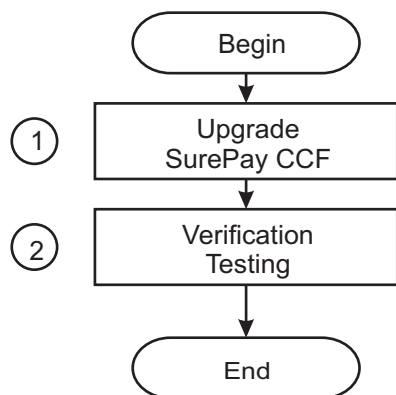 Begin
1
Upgrade
SurePay CCF
2
Verification
Testing
End